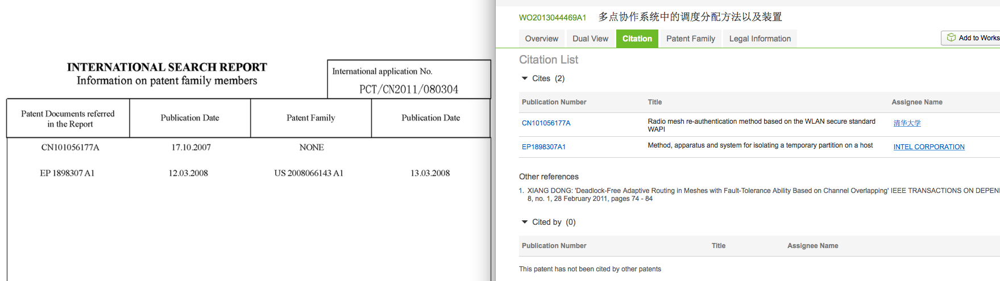 INTERNATIONAL SEARCH REPORT
Information on patent family members
International application No.
PCT/CN2011/080304
Patent Documents referred
in the Report
Publication Date
Patent Family
Publication Date
CN101056177A 17.10.2007 NONE
EP 1898307 A1 12.03.2008 US 2008066143 A1 13.03.2008
WO2013044469A1 多点协作系统中的调度分配方法以及装置
Overview Dual View Citation Patent Family Legal Information
Add to Works
Citation List
Cites (2)
Publication Number Title Assignee Name
CN101056177A Radio mesh re-authentication method based on the WLAN secure standard
WAPI
清华大学
EP1898307A1 Method, apparatus and system for isolating a temporary partition on a host INTEL CORPORATION
Other references
1. XIANG DONG: 'Deadlock-Free Adaptive Routing in Meshes with Fault-Tolerance Ability Based on Channel Overlapping' IEEE TRANSACTIONS ON DEPEN
8, no. 1, 28 February 2011, pages 74 - 84
Cited by (0)
Publication Number Title Assignee Name
This patent has not been cited by other patents